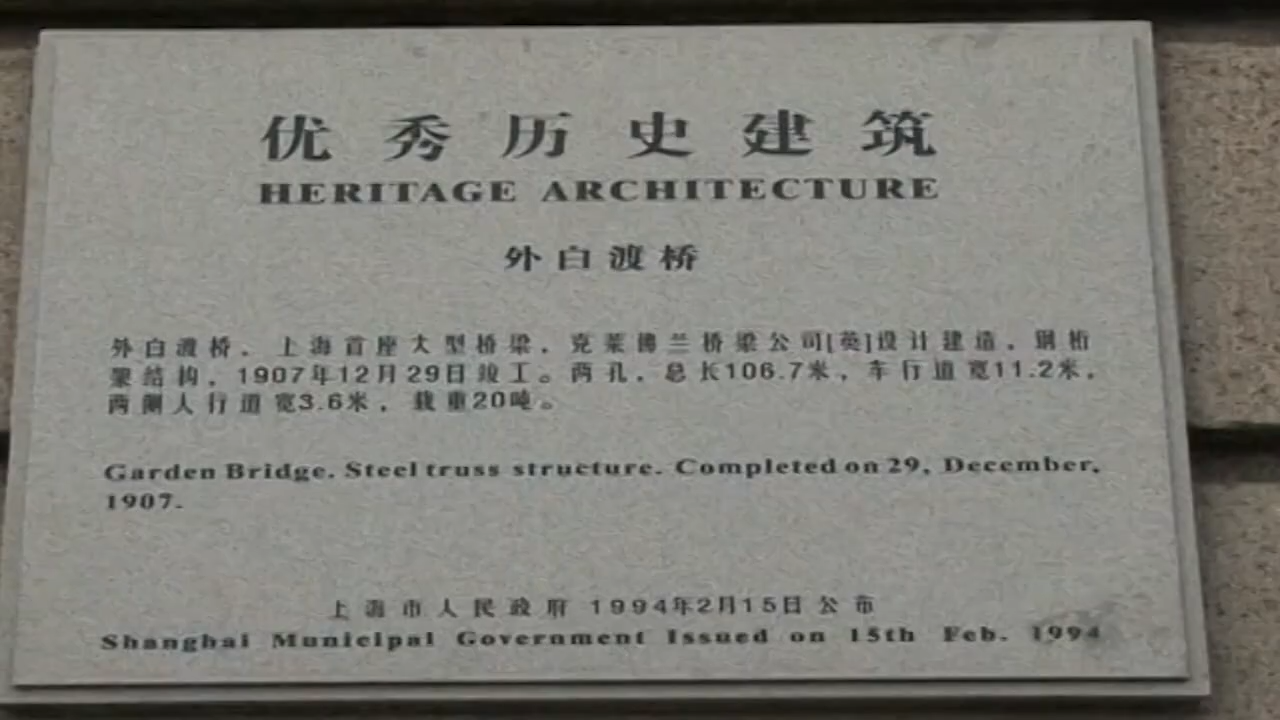 优秀历史建筑
HERITAGE ARCHITECTURE
外白渡桥
外白渡桥，上海首座大型桥梁，克莱佛兰桥梁公司[英]设计建造，钢桁
架结构，1907年12月29日竣工。两孔，总长106.7米，车行道宽11.2米，
两侧人行道宽3.6米，载重20吨。
Garden Bridge. Steel truss structure. Completed on 29, December,
1907.
上海市人民政府 1994年2月15日公布
Shanghai Municipal Government Issued on 15th Feb. 1994